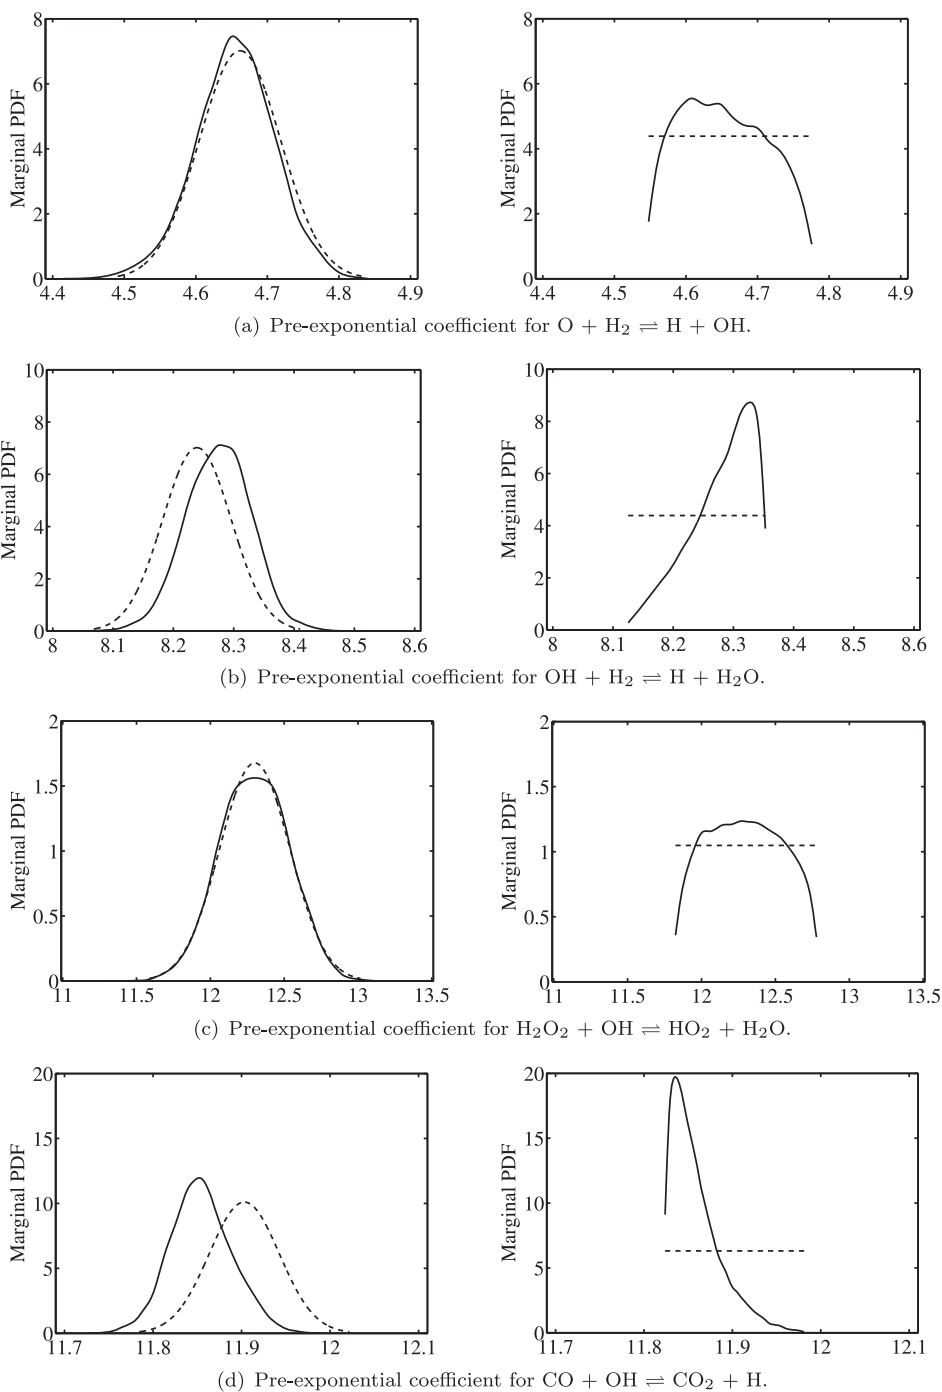 8
6
4
2
0
Marginal PDF
4.4 4.5 4.6 4.7 4.8 4.9
8
6
4
2
0
Marginal PDF
4.4 4.5 4.6 4.7 4.8 4.9
(a) Pre-exponential coefficient for O + H₂ ⇌ H + OH.
10
8
6
4
2
0
Marginal PDF
8 8.1 8.2 8.3 8.4 8.5 8.6
10
8
6
4
2
0
Marginal PDF
8 8.1 8.2 8.3 8.4 8.5 8.6
(b) Pre-exponential coefficient for OH + H₂ ⇌ H + H₂O.
2
1.5
1
0.5
0
Marginal PDF
11 11.5 12 12.5 13 13.5
2
1.5
1
0.5
0
Marginal PDF
11 11.5 12 12.5 13 13.5
(c) Pre-exponential coefficient for H₂O₂ + OH ⇌ HO₂ + H₂O.
20
15
10
5
0
Marginal PDF
11.7 11.8 11.9 12 12.1
20
15
10
5
0
Marginal PDF
11.7 11.8 11.9 12 12.1
(d) Pre-exponential coefficient for CO + OH ⇌ CO₂ + H.